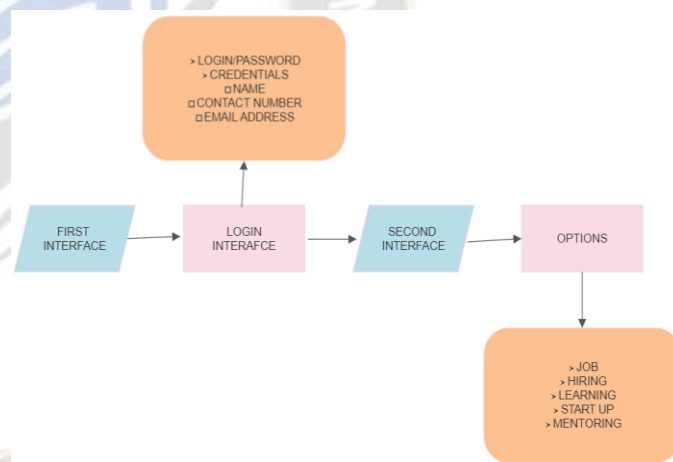 > LOGIN/PASSWORD
> CREDENTIALS
□ NAME
□ CONTACT NUMBER
□ EMAIL ADDRESS
FIRST
INTERFACE
LOGIN
INTERAFCE
SECOND
INTERFACE
OPTIONS
> JOB
> HIRING
> LEARNING
> START UP
> MENTORING